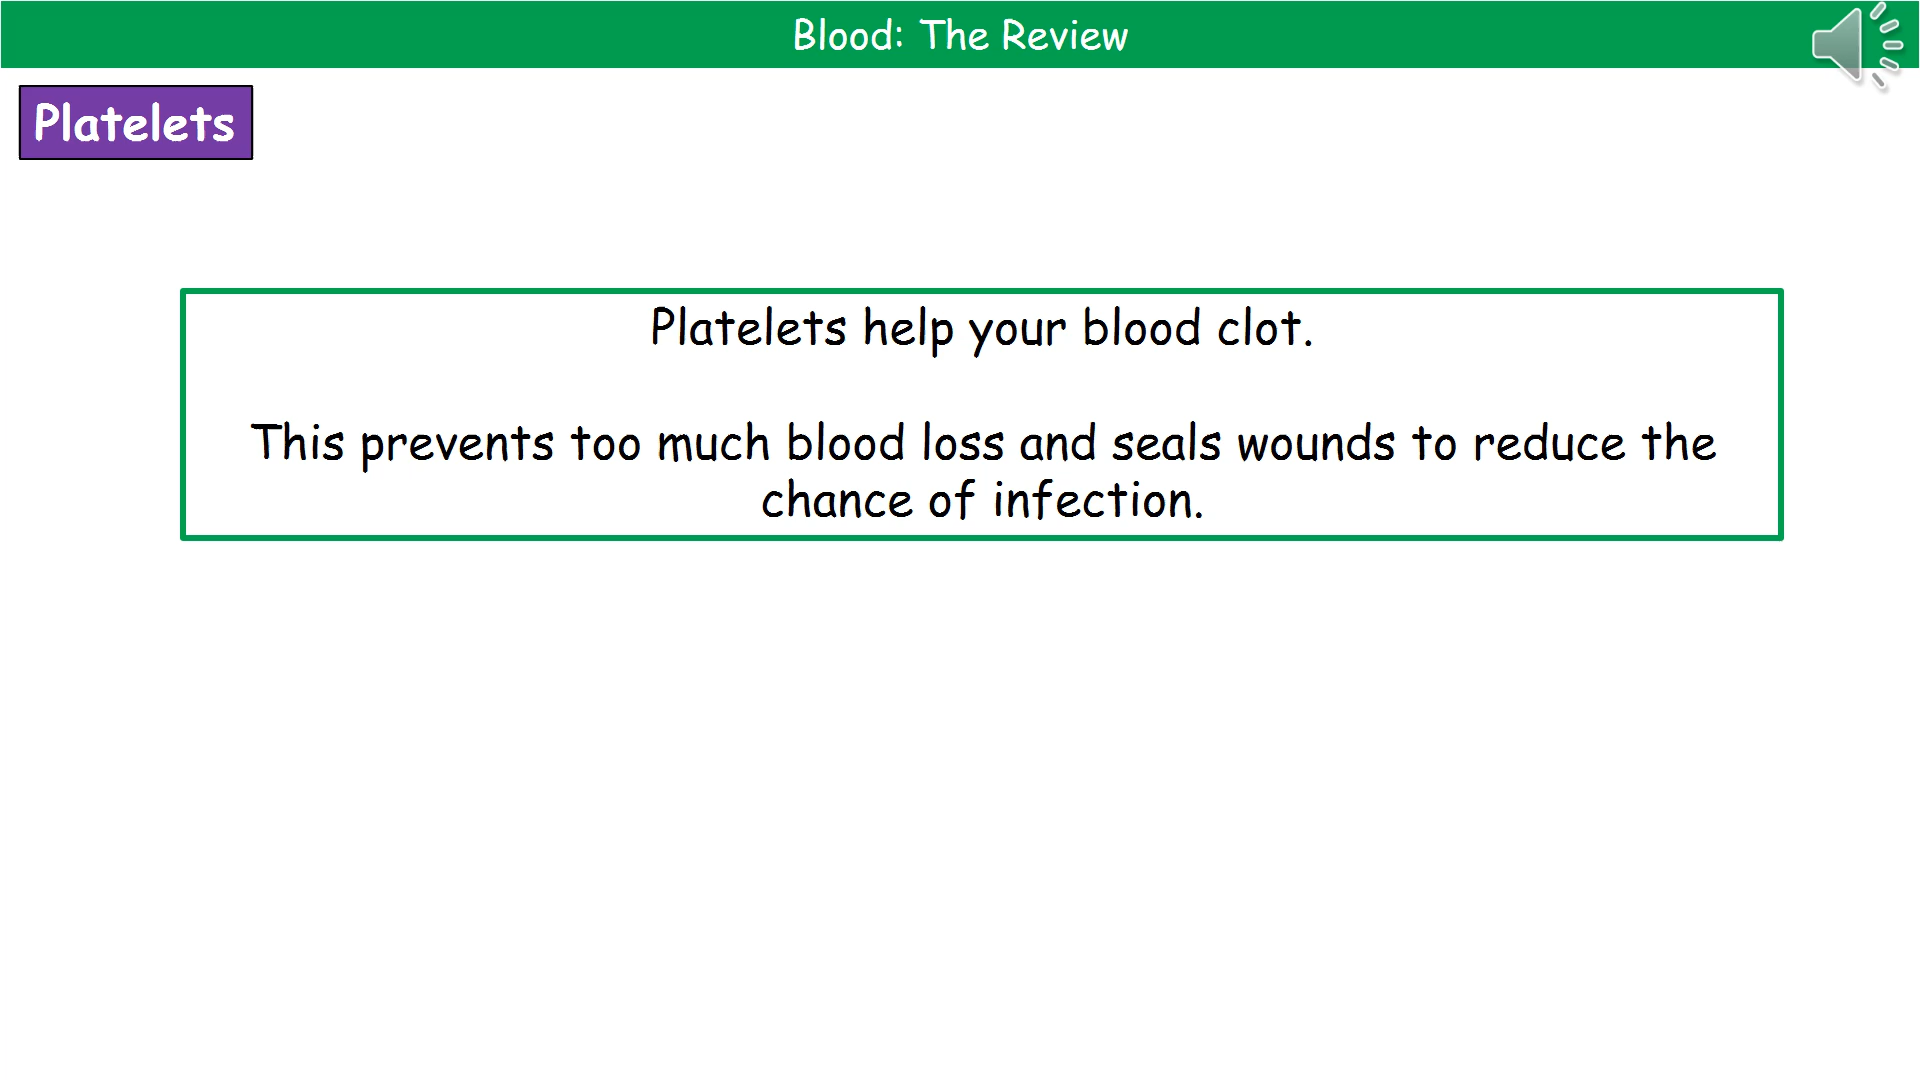 Blood: The Review
Platelets
Platelets help your blood clot.
This prevents too much blood loss and seals wounds to reduce the
chance of infection.